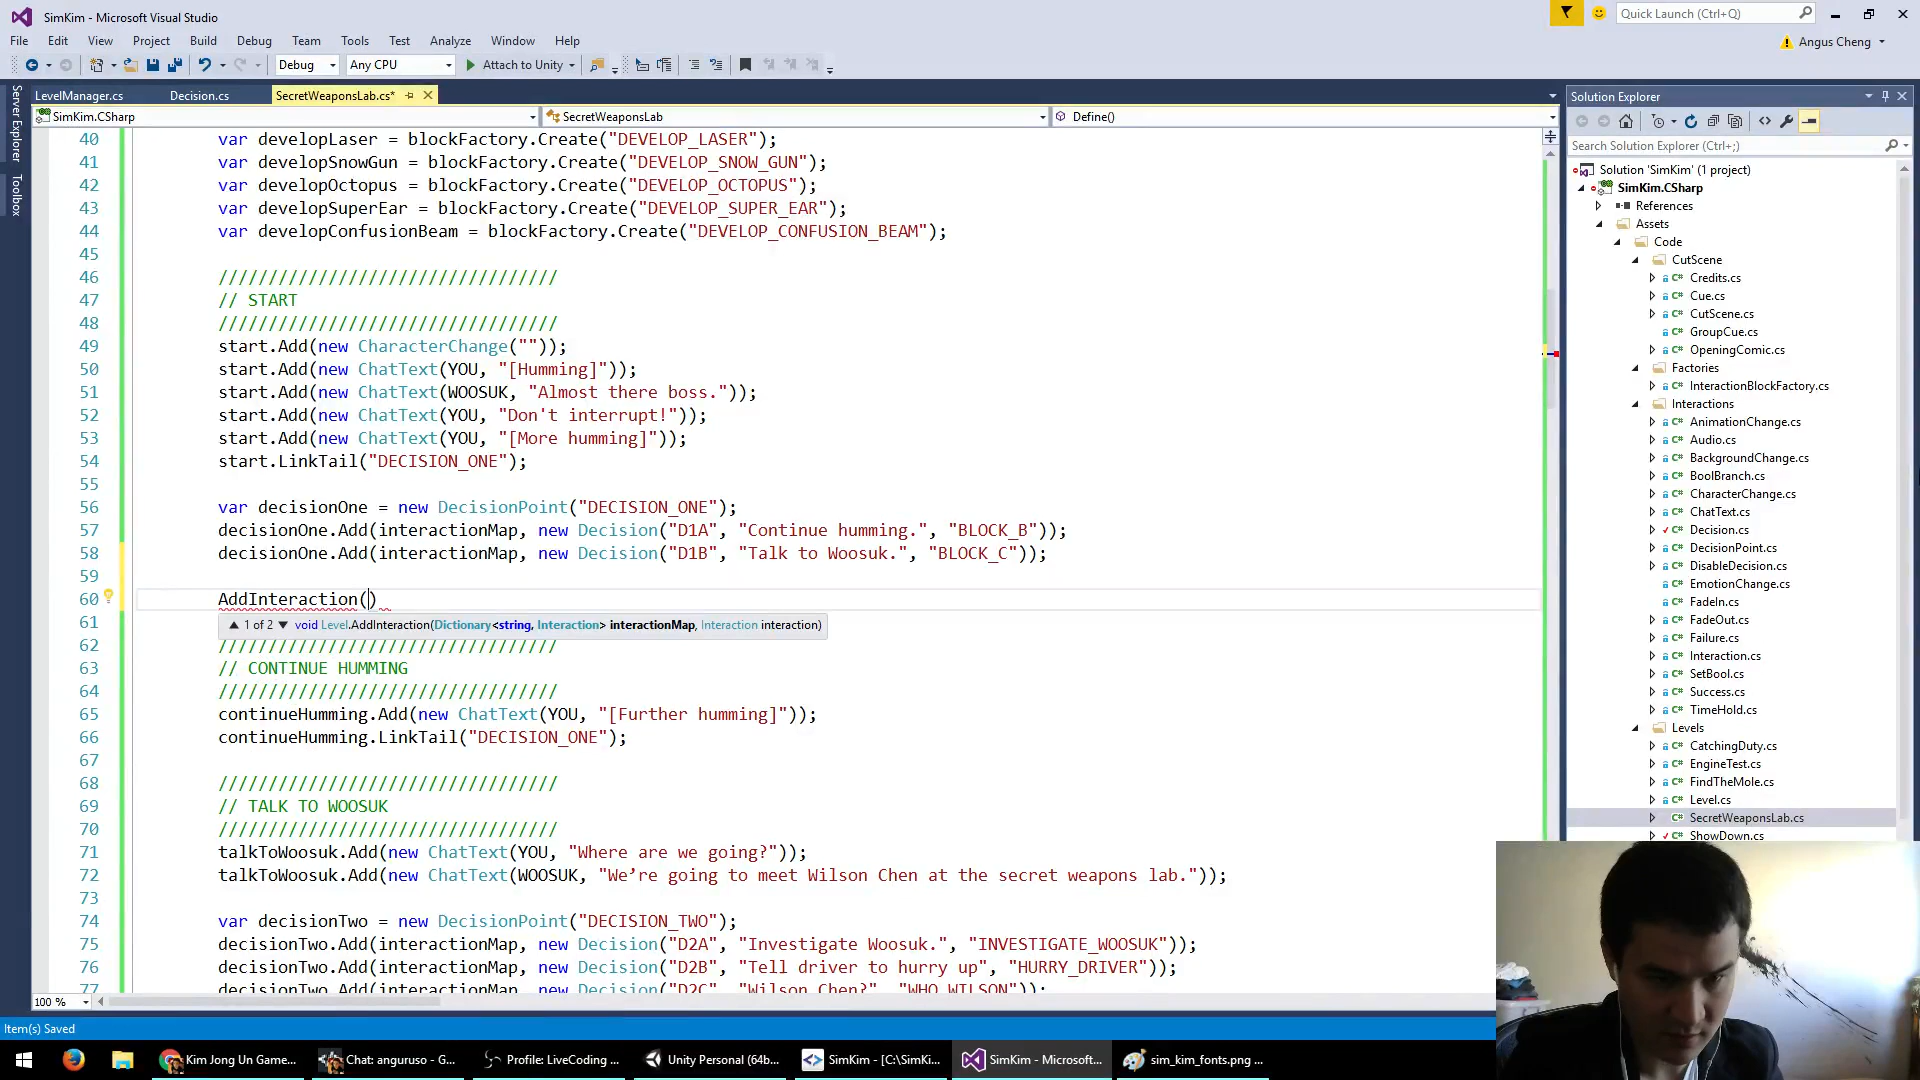 SimKim - Microsoft Visual Studio
Quick Launch (Ctrl+Q)
File Edit View Project Build Debug Team Tools Test Analyze Window Help
Angus Cheng
Debug Any CPU Attach to Unity
Server Explorer
Toolbox
LevelManager.cs Decision.cs SecretWeaponsLab.cs*
SimKim.CSharp SecretWeaponsLab Define()
40 var developLaser = blockFactory.Create("DEVELOP_LASER");
41 var developSnowGun = blockFactory.Create("DEVELOP_SNOW_GUN");
42 var developOctopus = blockFactory.Create("DEVELOP_OCTOPUS");
43 var developSuperEar = blockFactory.Create("DEVELOP_SUPER_EAR");
44 var developConfusionBeam = blockFactory.Create("DEVELOP_CONFUSION_BEAM");
45
46 //////////////////////////////////
47 // START
48 //////////////////////////////////
49 start.Add(new CharacterChange(""));
50 start.Add(new ChatText(YOU, "[Humming]"));
51 start.Add(new ChatText(WOOSUK, "Almost there boss."));
52 start.Add(new ChatText(YOU, "Don't interrupt!"));
53 start.Add(new ChatText(YOU, "[More humming]"));
54 start.LinkTail("DECISION_ONE");
55
56 var decisionOne = new DecisionPoint("DECISION_ONE");
57 decisionOne.Add(interactionMap, new Decision("D1A", "Continue humming.", "BLOCK_B"));
58 decisionOne.Add(interactionMap, new Decision("D1B", "Talk to Woosuk.", "BLOCK_C"));
59
60 AddInteraction()
61 1 of 2 void Level.AddInteraction(Dictionary<string, Interaction> interactionMap, Interaction interaction)
62 //////////////////////////////////
63 // CONTINUE HUMMING
64 //////////////////////////////////
65 continueHumming.Add(new ChatText(YOU, "[Further humming]"));
66 continueHumming.LinkTail("DECISION_ONE");
67
68 //////////////////////////////////
69 // TALK TO WOOSUK
70 //////////////////////////////////
71 talkToWoosuk.Add(new ChatText(YOU, "Where are we going?"));
72 talkToWoosuk.Add(new ChatText(WOOSUK, "We’re going to meet Wilson Chen at the secret weapons lab."));
73
74 var decisionTwo = new DecisionPoint("DECISION_TWO");
75 decisionTwo.Add(interactionMap, new Decision("D2A", "Investigate Woosuk.", "INVESTIGATE_WOOSUK"));
76 decisionTwo.Add(interactionMap, new Decision("D2B", "Tell driver to hurry up", "HURRY_DRIVER"));
77 decisionTwo.Add(interactionMap, new Decision("D2C", "Wilson Chen?", "WHO_WILSON"));
100 %
Solution Explorer
Search Solution Explorer (Ctrl+;)
Solution 'SimKim' (1 project)
SimKim.CSharp
References
Assets
Code
CutScene
Credits.cs
Cue.cs
CutScene.cs
GroupCue.cs
OpeningComic.cs
Factories
InteractionBlockFactory.cs
Interactions
AnimationChange.cs
Audio.cs
BackgroundChange.cs
BoolBranch.cs
CharacterChange.cs
ChatText.cs
Decision.cs
DecisionPoint.cs
DisableDecision.cs
EmotionChange.cs
FadeIn.cs
FadeOut.cs
Failure.cs
Interaction.cs
SetBool.cs
Success.cs
TimeHold.cs
Levels
CatchingDuty.cs
EngineTest.cs
FindTheMole.cs
Level.cs
SecretWeaponsLab.cs
ShowDown.cs
Item(s) Saved
Kim Jong Un Game... Chat: anguruso - G... Profile: LiveCoding ... Unity Personal (64b... SimKim - [C:\SimKi... SimKim - Microsoft... sim_kim_fonts.png ...